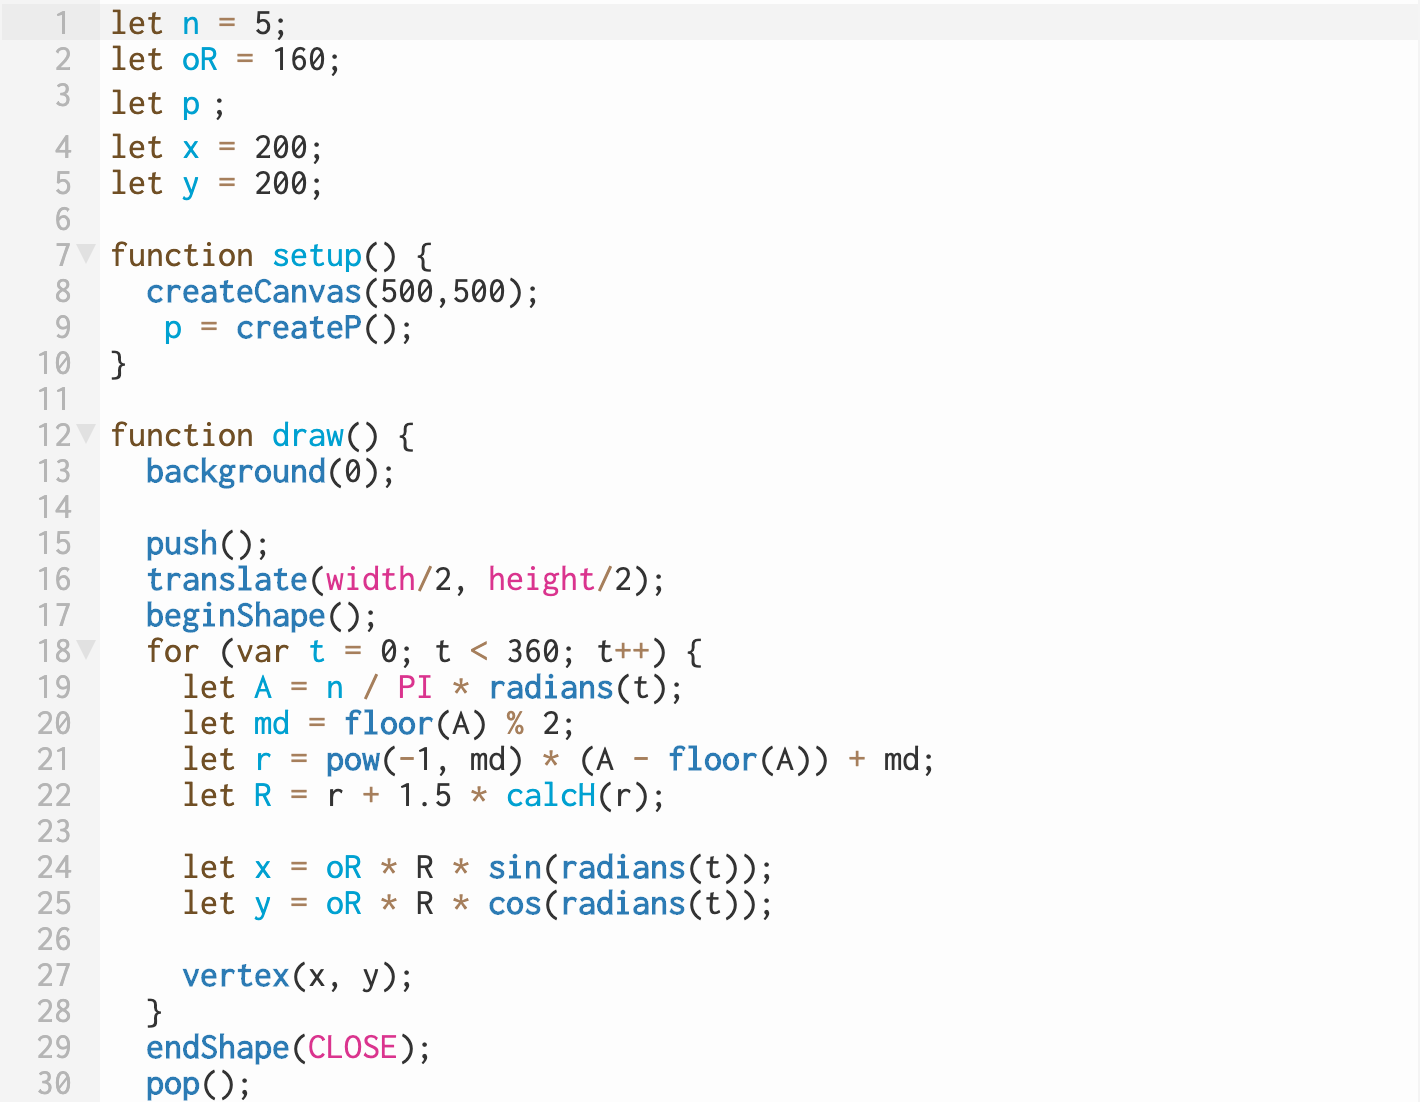 1 let n = 5;
2 let oR = 160;
3 let p ;
4 let x = 200;
5 let y = 200;
6
7 function setup() {
8   createCanvas(500,500);
9    p = createP();
10 }
11
12 function draw() {
13   background(0);
14
15   push();
16   translate(width/2, height/2);
17   beginShape();
18   for (var t = 0; t < 360; t++) {
19     let A = n / PI * radians(t);
20     let md = floor(A) % 2;
21     let r = pow(-1, md) * (A - floor(A)) + md;
22     let R = r + 1.5 * calcH(r);
23
24     let x = oR * R * sin(radians(t));
25     let y = oR * R * cos(radians(t));
26
27     vertex(x, y);
28   }
29   endShape(CLOSE);
30   pop();